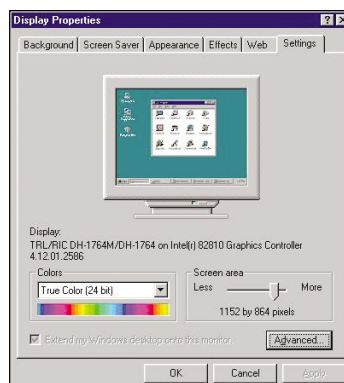 Display Properties
Background Screen Saver Appearance Effects Web Settings
Display:
TRL/RIC DH-1764M/DH-1764 on Intel(r) 82810 Graphics Controller
4.12.01.2586
Colors
True Color (24 bit)
Screen area
Less More
1152 by 864 pixels
Extend my Windows desktop onto this monitor.
Advanced...
OK Cancel Apply